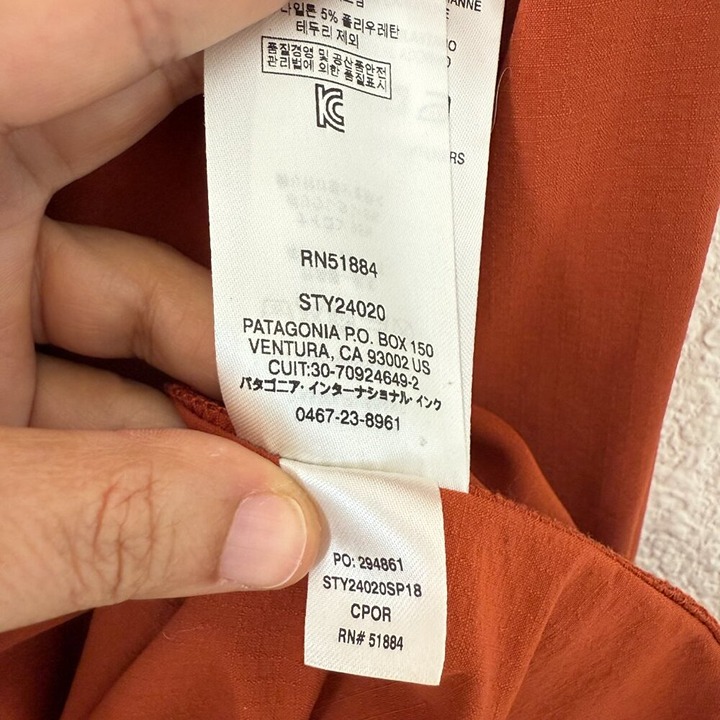 나일론 5% 폴리우레탄
테두리 제외
품질경영 및 공산품안전
관리법에 의한 품질표시
RS
RN51884
STY24020
PATAGONIA P.O. BOX 150
VENTURA, CA 93002 US
CUIT:30-70924649-2
パタゴニア・インターナショナル・インク
0467-23-8961
PO: 294861
STY24020SP18
CPOR
RN# 51884